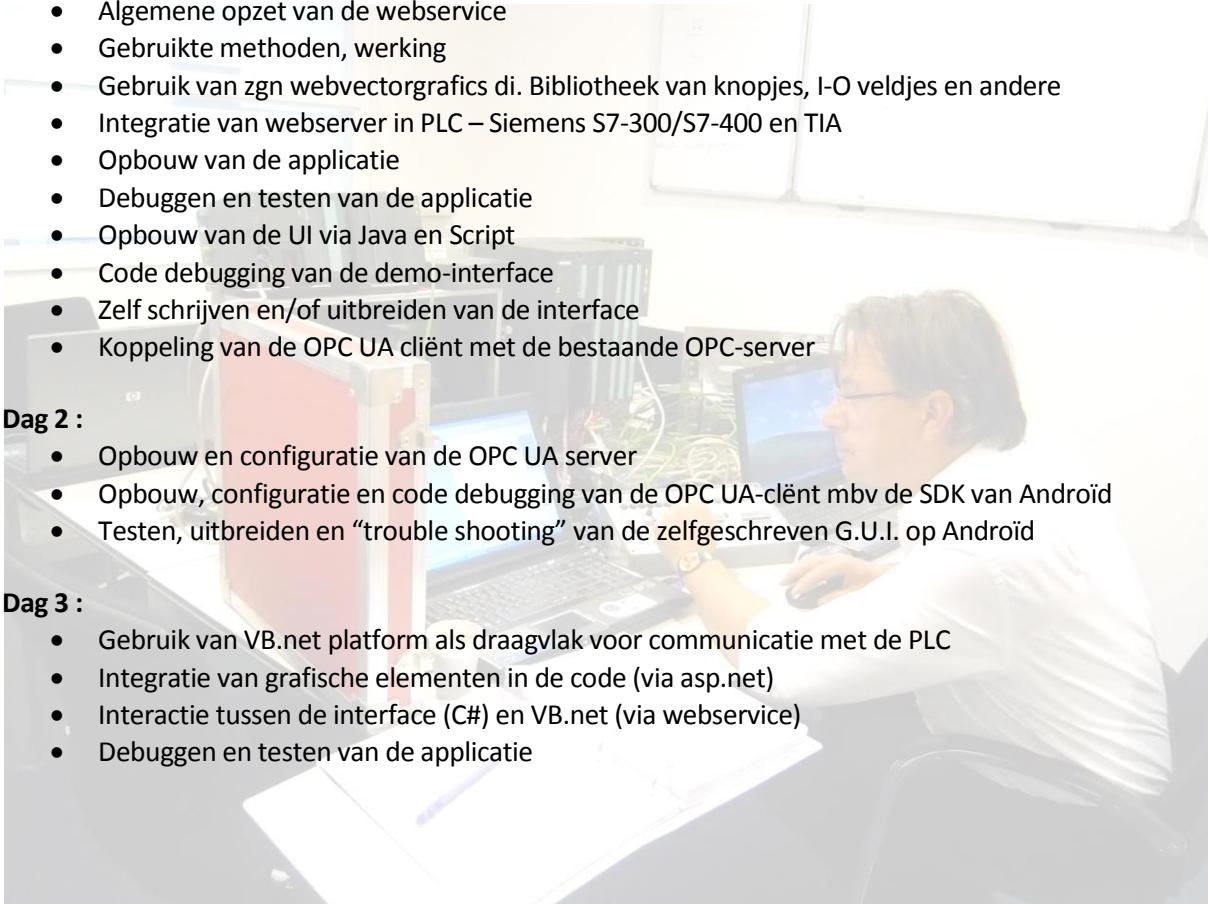 • Algemene opzet van de webservice
• Gebruikte methoden, werking
• Gebruik van zgn webvectorgrafics di. Bibliotheek van knopjes, I-O veldjes en andere
• Integratie van webserver in PLC – Siemens S7-300/S7-400 en TIA
• Opbouw van de applicatie
• Debuggen en testen van de applicatie
• Opbouw van de UI via Java en Script
• Code debugging van de demo-interface
• Zelf schrijven en/of uitbreiden van de interface
• Koppeling van de OPC UA cliënt met de bestaande OPC-server
Dag 2 :
• Opbouw en configuratie van de OPC UA server
• Opbouw, configuratie en code debugging van de OPC UA-clënt mbv de SDK van Androïd
• Testen, uitbreiden en “trouble shooting” van de zelfgeschreven G.U.I. op Androïd
Dag 3 :
• Gebruik van VB.net platform als draagvlak voor communicatie met de PLC
• Integratie van grafische elementen in de code (via asp.net)
• Interactie tussen de interface (C#) en VB.net (via webservice)
• Debuggen en testen van de applicatie